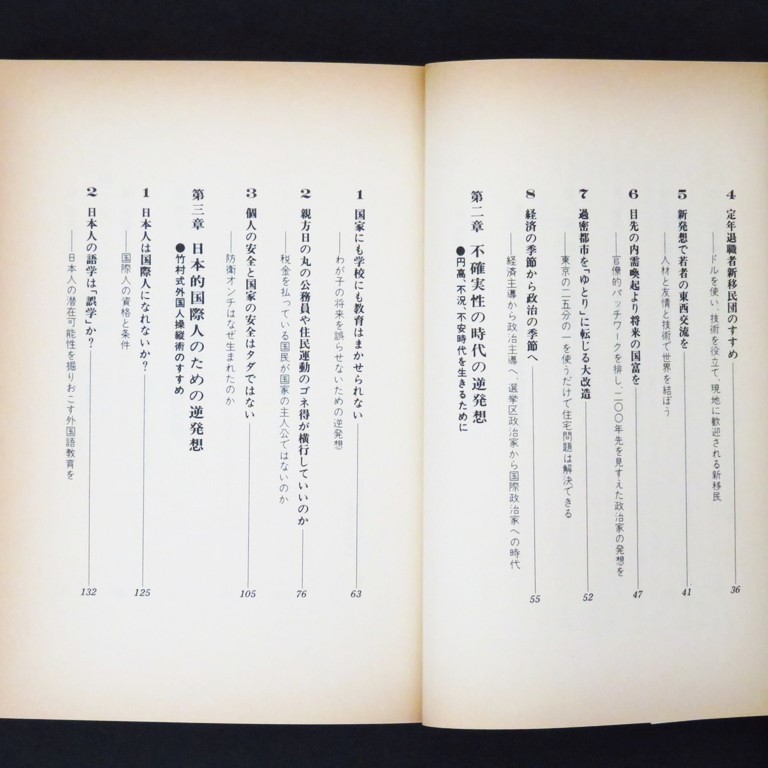 4 定年退職者新移民団のすすめ 36
――ドルを使い、技術を役立て、現地に歓迎される新移民
5 新発想で若者の東西交流を 41
――人材と友情と技術で世界を結ぼう
6 目先の内需喚起より将来の国富を 47
――官僚的パッチワークを排し、二〇〇年先を見すえた政治家の発想を
7 過密都市を「ゆとり」に転じる大改造 52
――東京の二五分の一を使うだけで住宅問題は解決できる
8 経済の季節から政治の季節へ 55
――経済主導から政治主導へ、選挙区政治家から国際政治家への時代
第二章 不確実性の時代の逆発想
●円高、不況、不安時代を生きるために
1 国家にも学校にも教育はまかせられない 63
――わが子の将来を誤らせないための逆発想
2 親方日の丸の公務員や住民運動のゴネ得が横行していいのか 76
――税金を払っている国民が国家の主人公ではないのか
3 個人の安全と国家の安全はタダではない 105
――防衛オンチはなぜ生まれたのか
第三章 日本的国際人のための逆発想
●竹村式外国人操縦術のすすめ
1 日本人は国際人になれないか? 125
――国際人の資格と条件
2 日本人の語学は「誤学」か? 132
――日本人の潜在可能性を掘りおこす外国語教育を